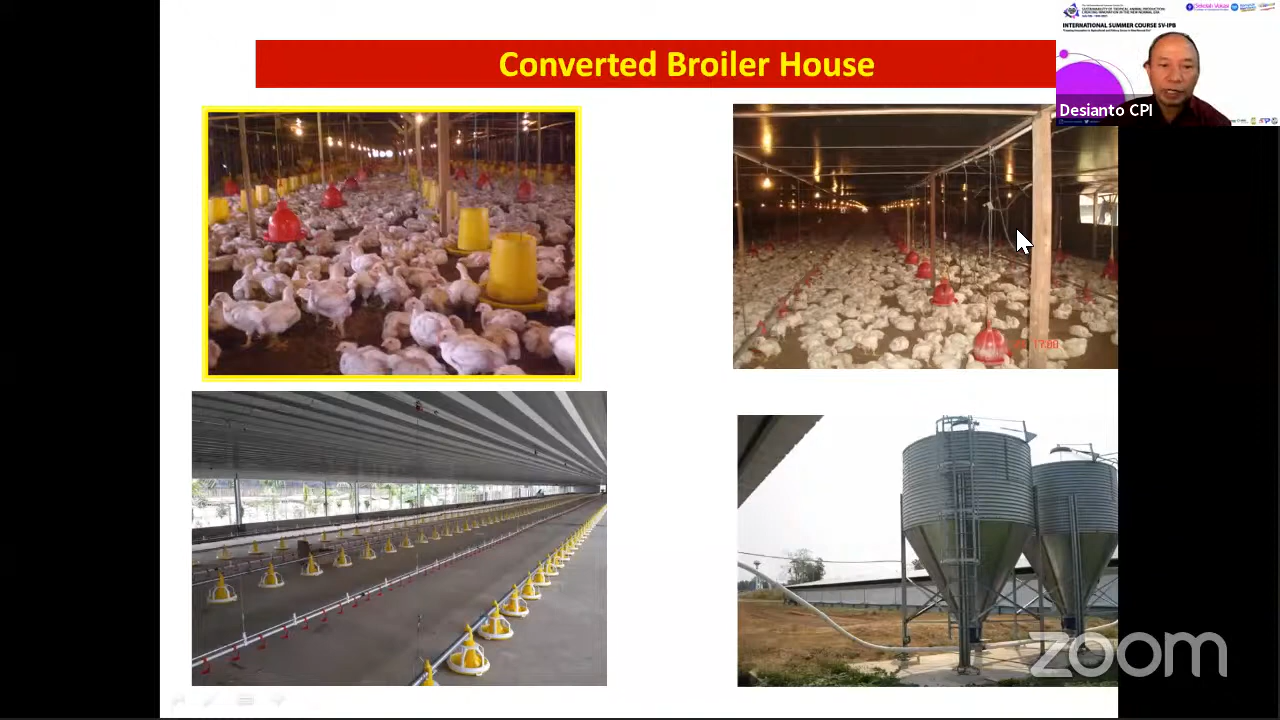 Converted Broiler House
INTERNATIONAL SUMMER COURSE SV-IPB
Desianto CPI
zoom